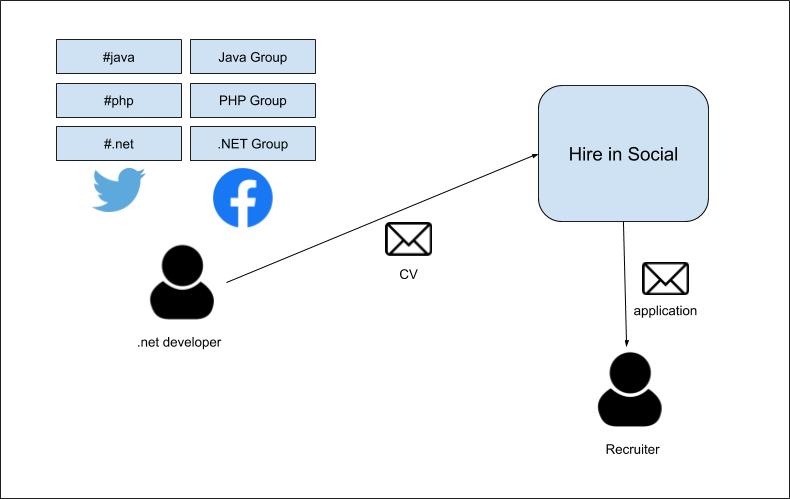 #java
Java Group
#php
PHP Group
#.net
.NET Group
Hire in Social
CV
.net developer
application
Recruiter